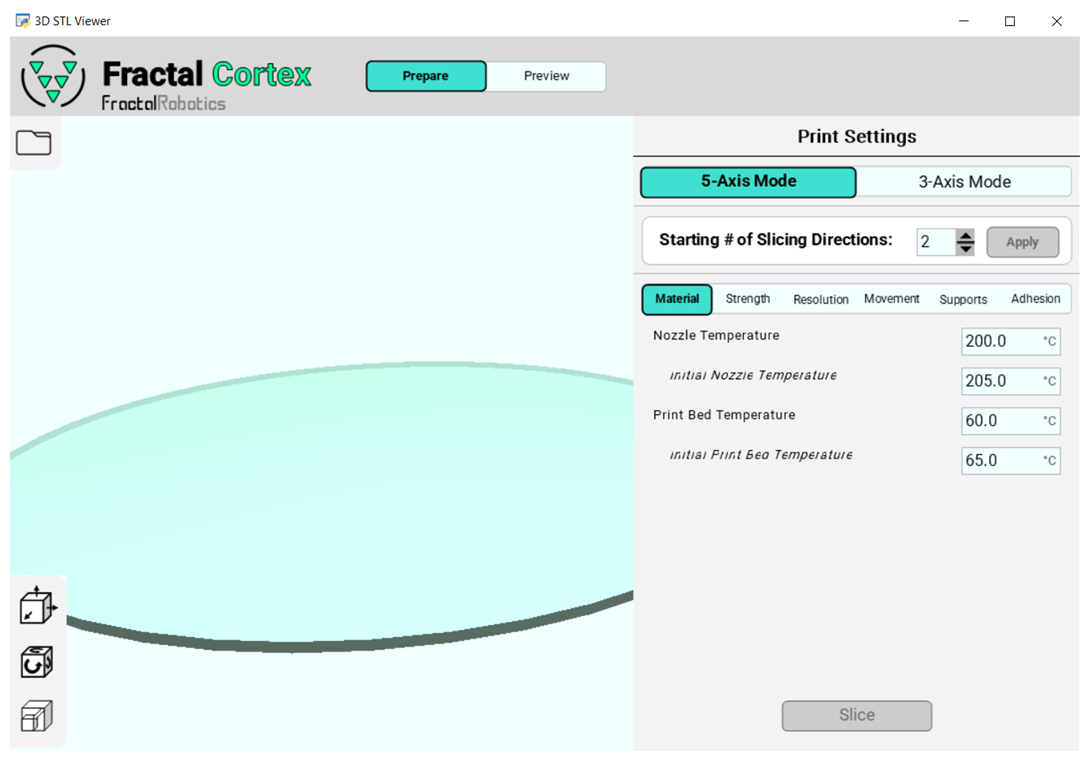 3D STL Viewer
Fractal Cortex
FractalRobotics
Prepare
Preview
Print Settings
5-Axis Mode
3-Axis Mode
Starting # of Slicing Directions:
2
Apply
Material
Strength
Resolution
Movement
Supports
Adhesion
Nozzle Temperature
200.0 °C
Initial Nozzle Temperature
205.0 °C
Print Bed Temperature
60.0 °C
Initial Print Bed Temperature
65.0 °C
Slice